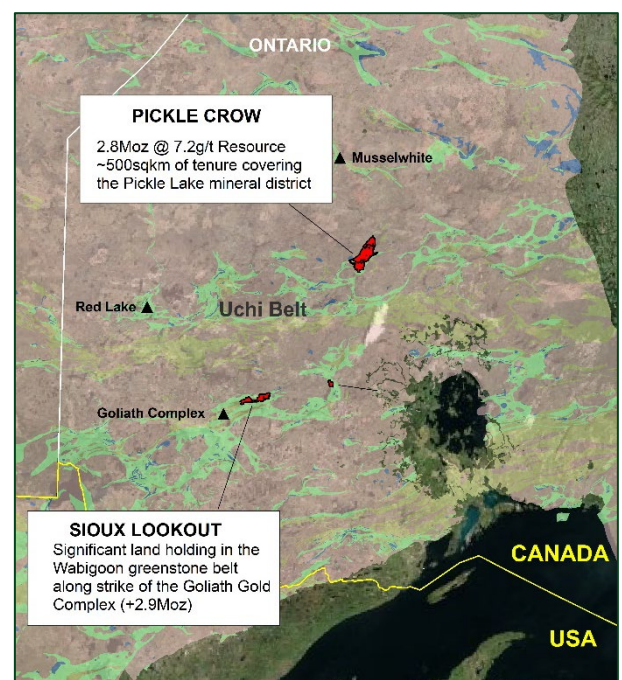 ONTARIO
PICKLE CROW
2.8Moz @ 7.2g/t Resource
~500sqkm of tenure covering
the Pickle Lake mineral district
Musselwhite
Red Lake
Uchi Belt
Goliath Complex
SIOUX LOOKOUT
Significant land holding in the
Wabigoon greenstone belt
along strike of the Goliath Gold
Complex (+2.9Moz)
CANADA
USA